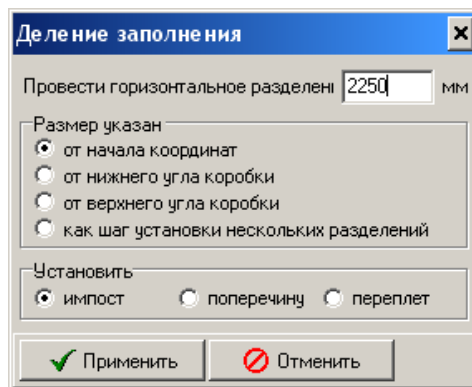 Деление заполнения
Провести горизонтальное разделени 2250 мм
Размер указан
от начала координат
от нижнего угла коробки
от верхнего угла коробки
как шаг установки нескольких разделений
Установить
импост поперечину переплет
Применить Отменить